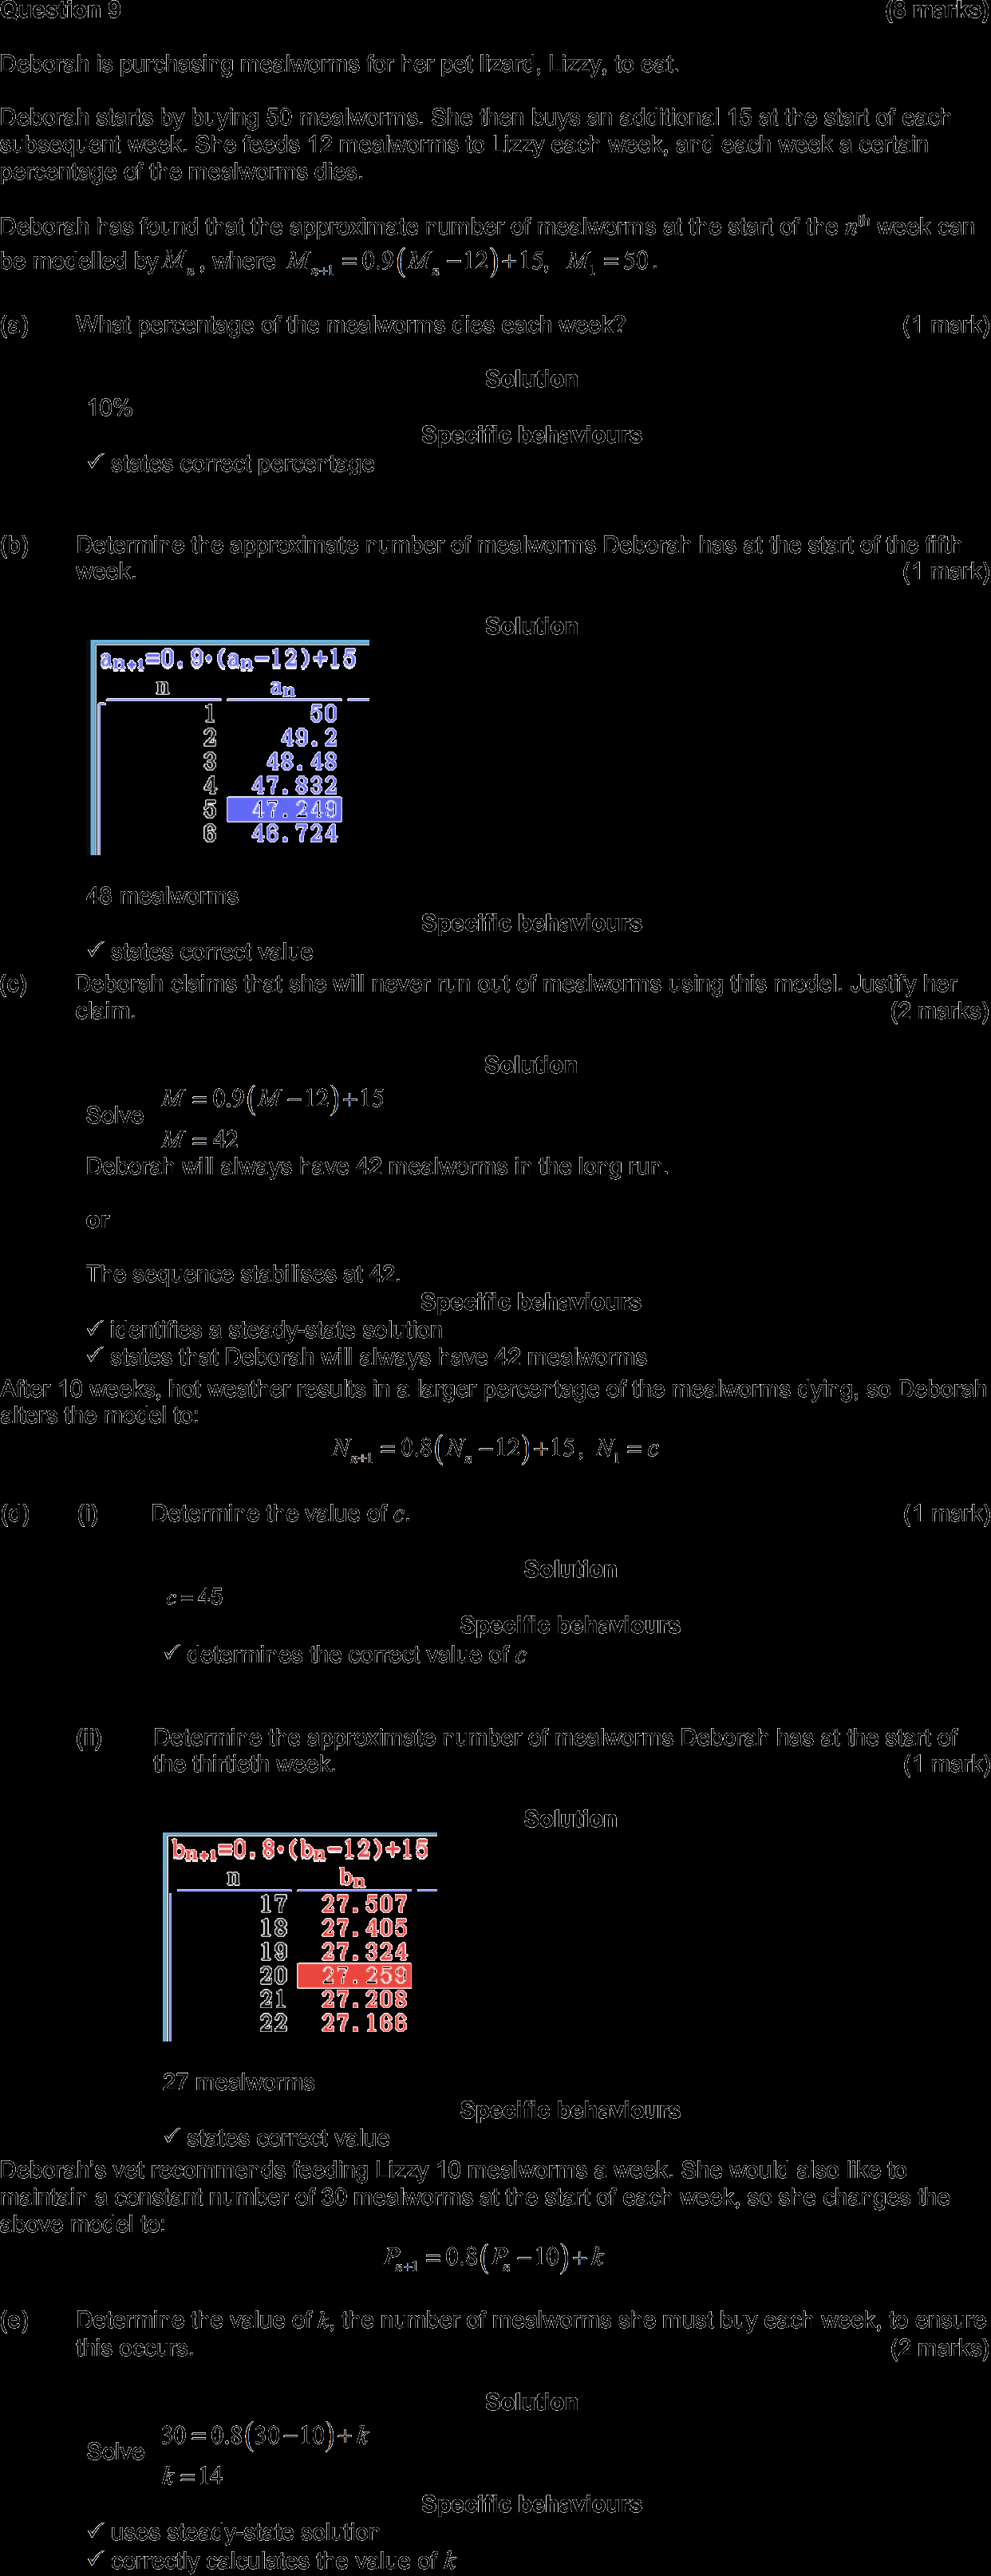 Question 9 (8 marks)
Deborah is purchasing mealworms for her pet lizard, Lizzy, to eat.
Deborah starts by buying 50 mealworms. She then buys an additional 15 at the start of each
subsequent week. She feeds 12 mealworms to Lizzy each week, and each week a certain
percentage of the mealworms dies.
Deborah has found that the approximate number of mealworms at the start of the nth week can
be modelled by Mn, where Mn+1 = 0.9(Mn − 12)+15, M1 = 50.
(a) What percentage of the mealworms dies each week? (1 mark)
Solution
10%
Specific behaviours
✓ states correct percentage
(b) Determine the approximate number of mealworms Deborah has at the start of the fifth
week. (1 mark)
Solution
an+1=0.9·(an-12)+15
n an
1 50
2 49.2
3 48.48
4 47.832
5 47.249
6 46.724
48 mealworms
Specific behaviours
✓ states correct value
(c) Deborah claims that she will never run out of mealworms using this model. Justify her
claim. (2 marks)
Solution
M = 0.9(M − 12)+15
Solve
M = 42
Deborah will always have 42 mealworms in the long run.
or
The sequence stabilises at 42.
Specific behaviours
✓ identifies a steady-state solution
✓ states that Deborah will always have 42 mealworms
After 10 weeks, hot weather results in a larger percentage of the mealworms dying, so Deborah
alters the model to:
Nn+1 = 0.8(Nn − 12)+15, N1 = c
(d) (i) Determine the value of c. (1 mark)
Solution
c = 45
Specific behaviours
✓ determines the correct value of c
(ii) Determine the approximate number of mealworms Deborah has at the start of
the thirtieth week. (1 mark)
Solution
bn+1=0.8·(bn-12)+15
n bn
17 27.507
18 27.405
19 27.324
20 27.259
21 27.208
22 27.166
27 mealworms
Specific behaviours
✓ states correct value
Deborah's vet recommends feeding Lizzy 10 mealworms a week. She would also like to
maintain a constant number of 30 mealworms at the start of each week, so she changes the
above model to:
Pn+1 = 0.8(Pn − 10)+ k
(e) Determine the value of k, the number of mealworms she must buy each week, to ensure
this occurs. (2 marks)
Solution
30 = 0.8(30 − 10)+ k
Solve
k = 14
Specific behaviours
✓ uses steady-state solution
✓ correctly calculates the value of k